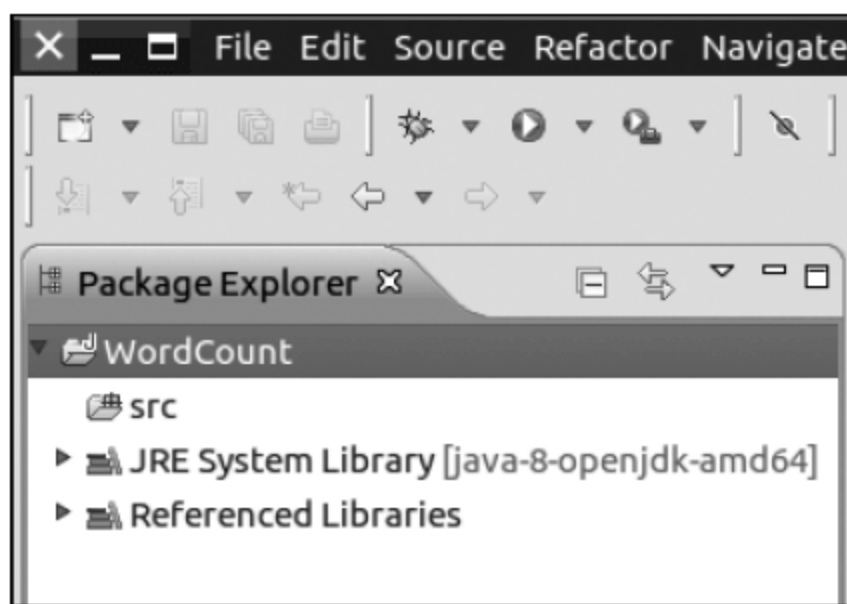 File Edit Source Refactor Navigate
Package Explorer
WordCount
src
JRE System Library [java-8-openjdk-amd64]
Referenced Libraries